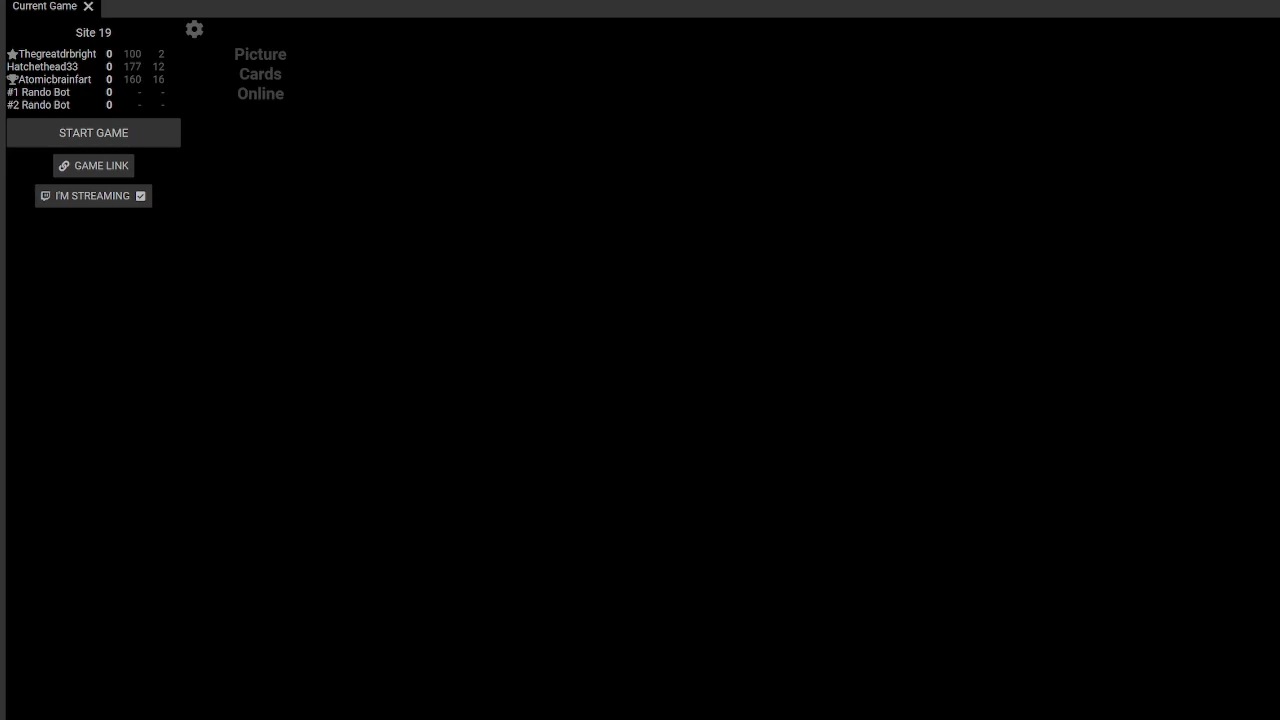 Current Game
Site 19
Thegreatdrbright 0 100 2
Hatchethead33 0 177 12
Atomicbrainfart 0 160 16
#1 Rando Bot 0 - -
#2 Rando Bot 0 - -
START GAME
GAME LINK
I'M STREAMING
Picture
Cards
Online